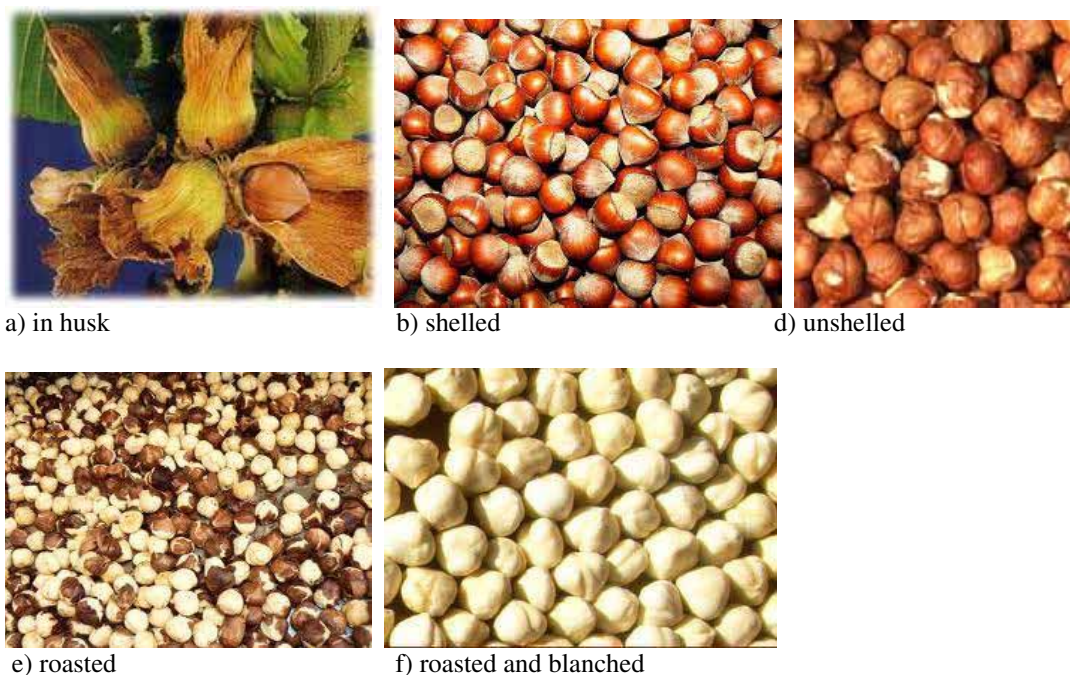 a) in husk
b) shelled
d) unshelled
e) roasted
f) roasted and blanched